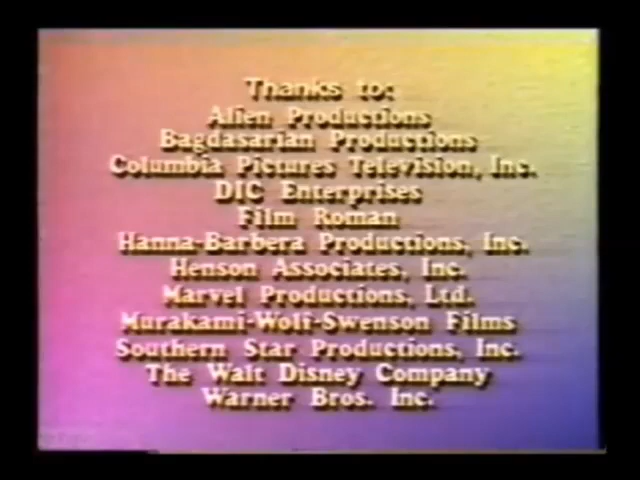 Thanks to:
Alien Productions
Bagdasarian Productions
Columbia Pictures Television, Inc.
DIC Enterprises
Film Roman
Hanna-Barbera Productions, Inc.
Henson Associates, Inc.
Marvel Productions, Ltd.
Murakami-Wolf-Swenson Films
Southern Star Productions, Inc.
The Walt Disney Company
Warner Bros. Inc.